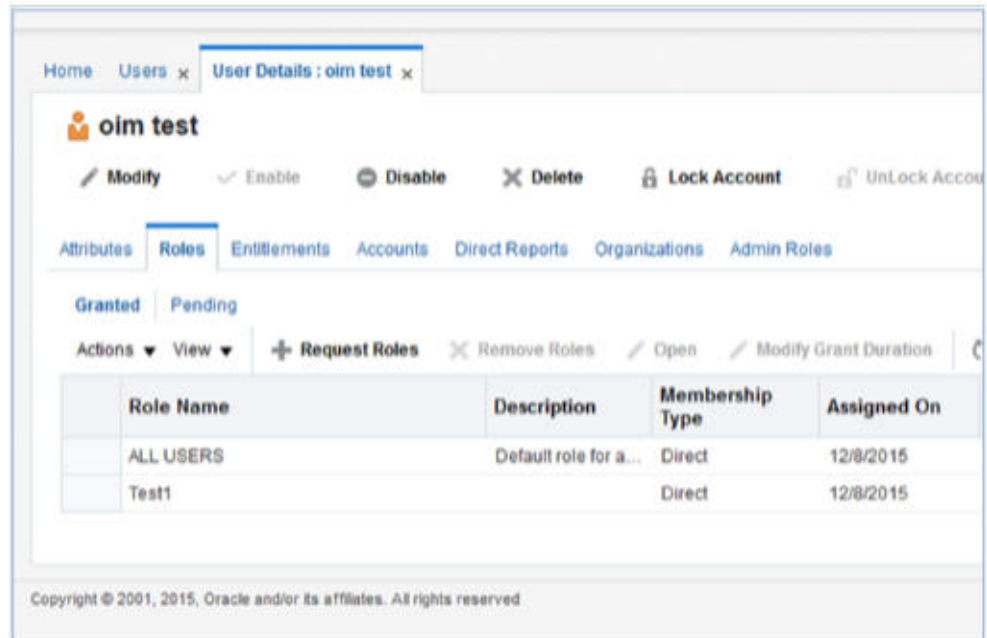 Home Users x User Details : oim test x
oim test
Modify Enable Disable Delete Lock Account UnLock Accou
Attributes Roles Entitlements Accounts Direct Reports Organizations Admin Roles
Granted Pending
Actions View Request Roles Remove Roles Open Modify Grant Duration
Role Name Description Membership Type Assigned On
ALL USERS Default role for a... Direct 12/8/2015
Test1 Direct 12/8/2015
Copyright © 2001, 2015, Oracle and/or its affiliates. All rights reserved